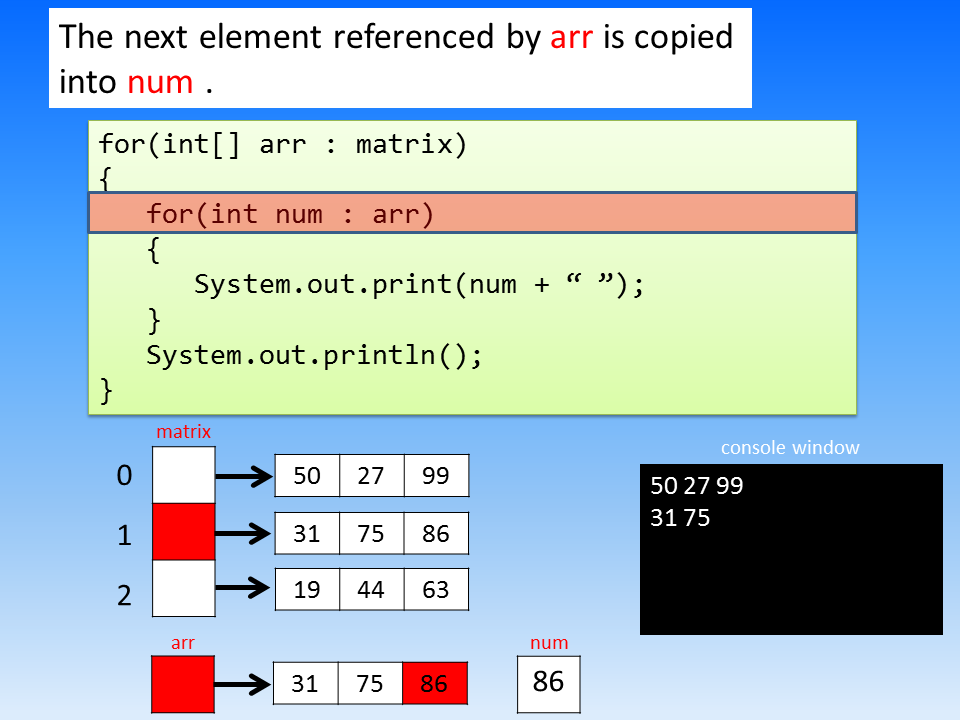 The next element referenced by arr is copied
into num .
for(int[] arr : matrix)
{
for(int num : arr)
{
System.out.print(num + “ ”);
}
System.out.println();
}
matrix
console window
0
50 27 99
1
31 75 86
2
19 44 63
50 27 99
31 75
arr
num
31 75 86
86